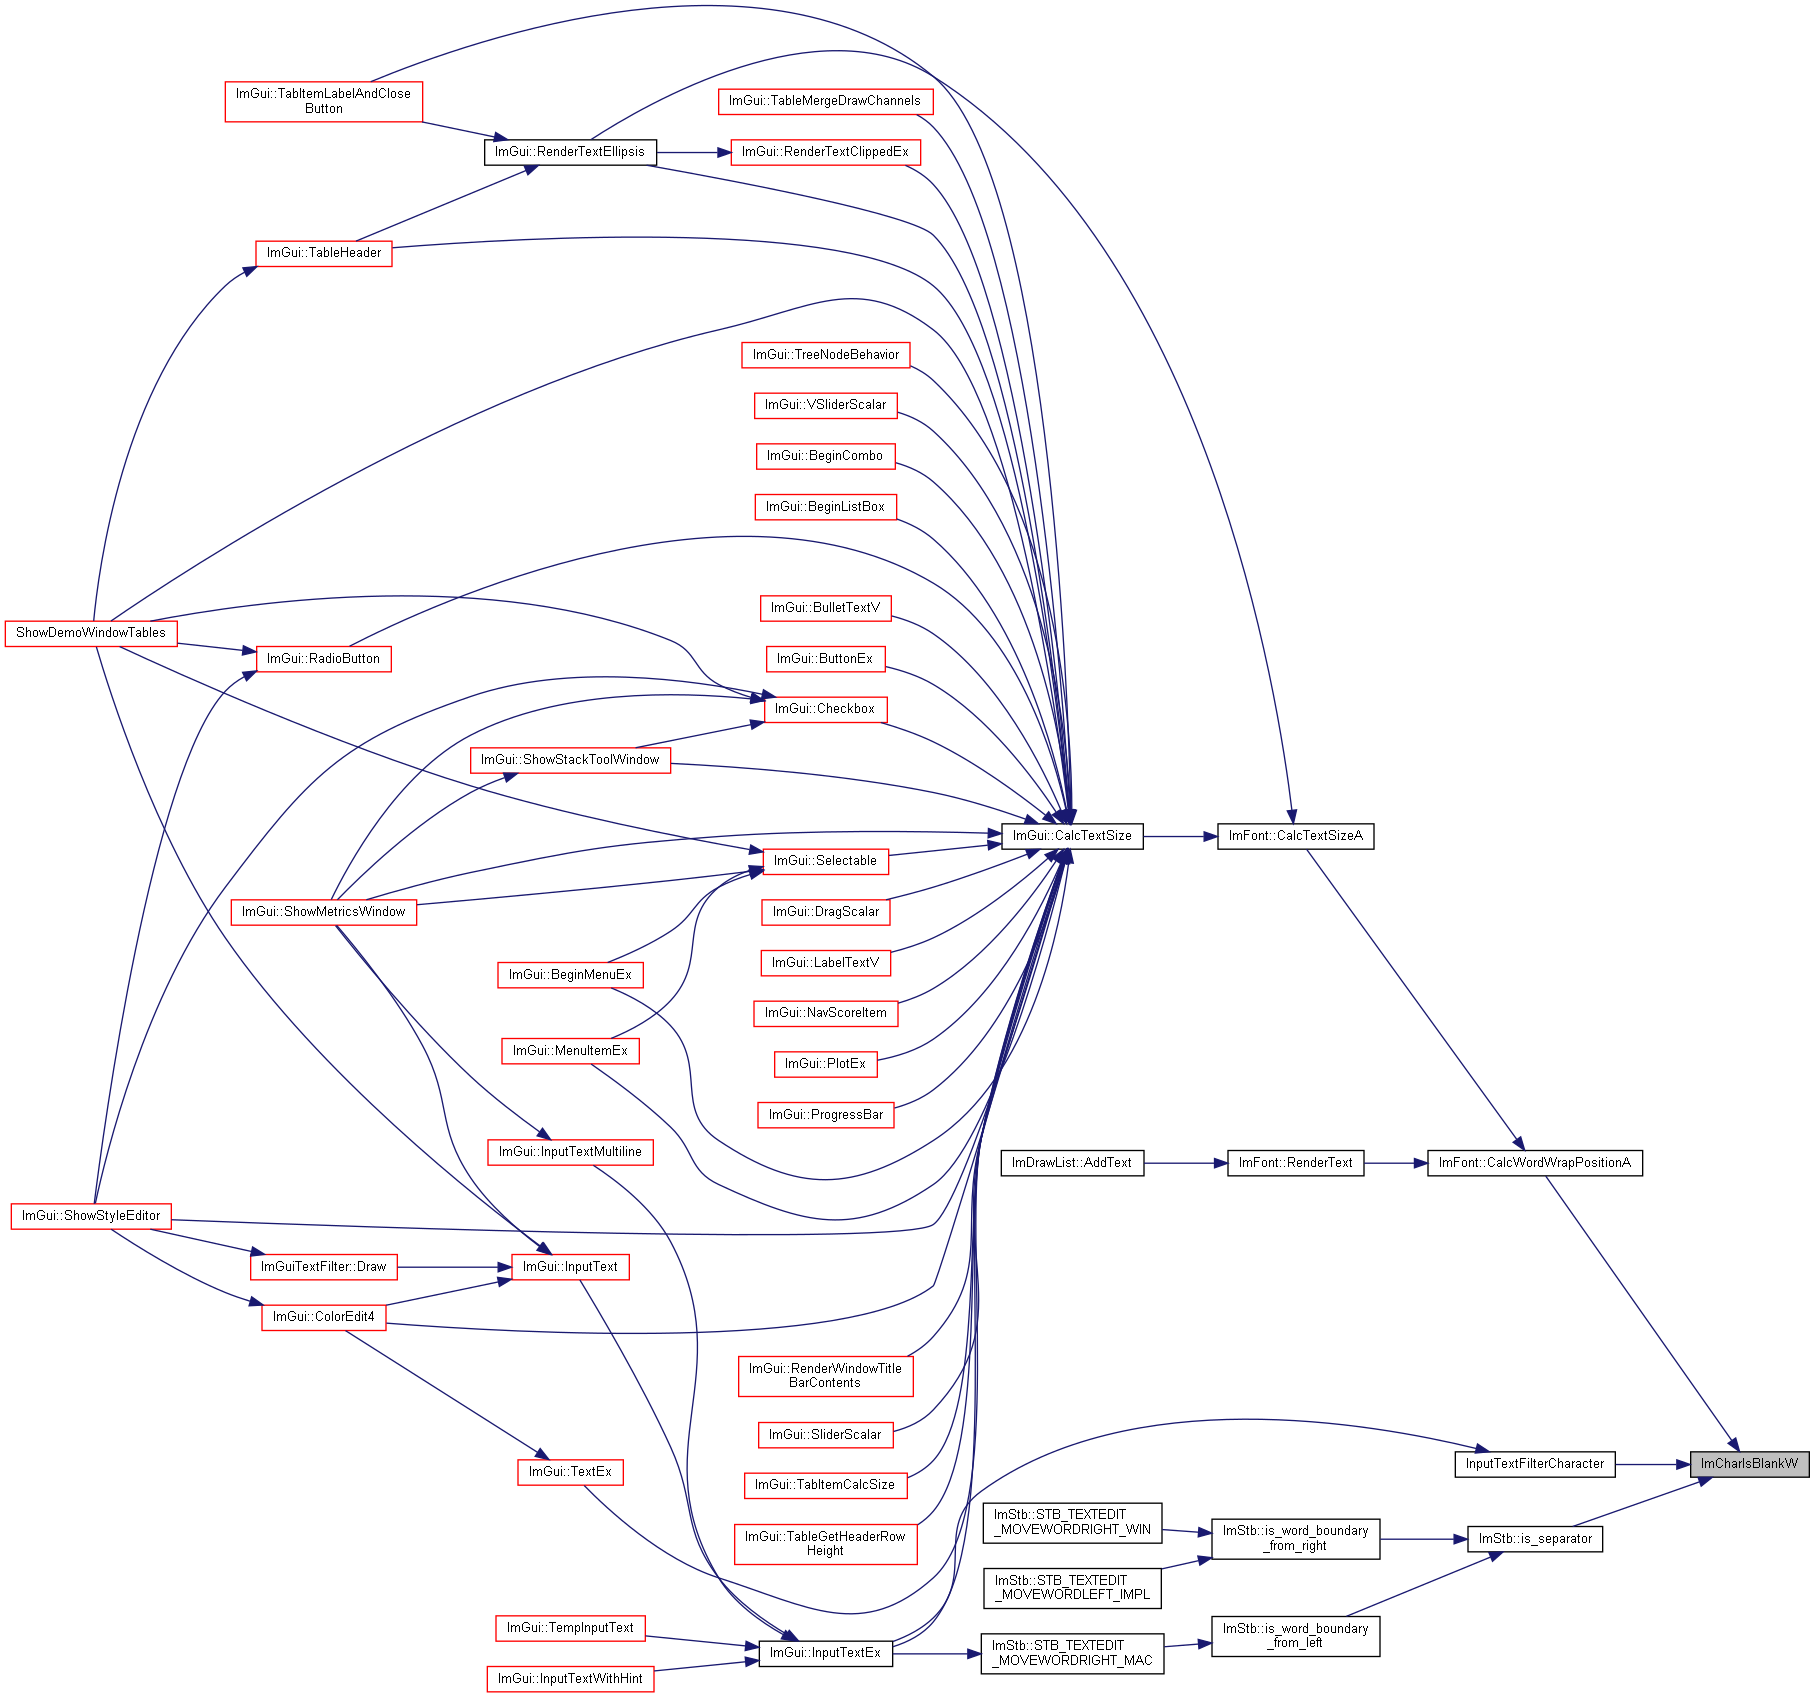 ImGui::TabItemLabelAndClose
Button
ImGui::TableMergeDrawChannels
ImGui::RenderTextEllipsis
ImGui::RenderTextClippedEx
ImGui::TableHeader
ImGui::TreeNodeBehavior
ImGui::VSliderScalar
ImGui::BeginCombo
ImGui::BeginListBox
ImGui::BulletTextV
ShowDemoWindowTables
ImGui::RadioButton
ImGui::ButtonEx
ImGui::Checkbox
ImGui::ShowStackToolWindow
ImGui::CalcTextSize
ImFont::CalcTextSizeA
ImGui::Selectable
ImGui::ShowMetricsWindow
ImGui::DragScalar
ImGui::BeginMenuEx
ImGui::LabelTextV
ImGui::NavScoreItem
ImGui::MenuItemEx
ImGui::PlotEx
ImGui::ProgressBar
ImGui::InputTextMultiline
ImDrawList::AddText
ImFont::RenderText
ImFont::CalcWordWrapPositionA
ImGui::ShowStyleEditor
ImGuiTextFilter::Draw
ImGui::InputText
ImGui::ColorEdit4
ImGui::RenderWindowTitle
BarContents
ImGui::SliderScalar
ImGui::TextEx
ImGui::TabItemCalcSize
InputTextFilterCharacter
ImCharIsBlankW
ImGui::TableGetHeaderRow
Height
ImStb::STB_TEXTEDIT
_MOVEWORDRIGHT_WIN
ImStb::is_word_boundary
_from_right
ImStb::is_separator
ImStb::STB_TEXTEDIT
_MOVEWORDLEFT_IMPL
ImGui::TempInputText
ImGui::InputTextEx
ImStb::STB_TEXTEDIT
_MOVEWORDRIGHT_MAC
ImStb::is_word_boundary
_from_left
ImGui::InputTextWithHint